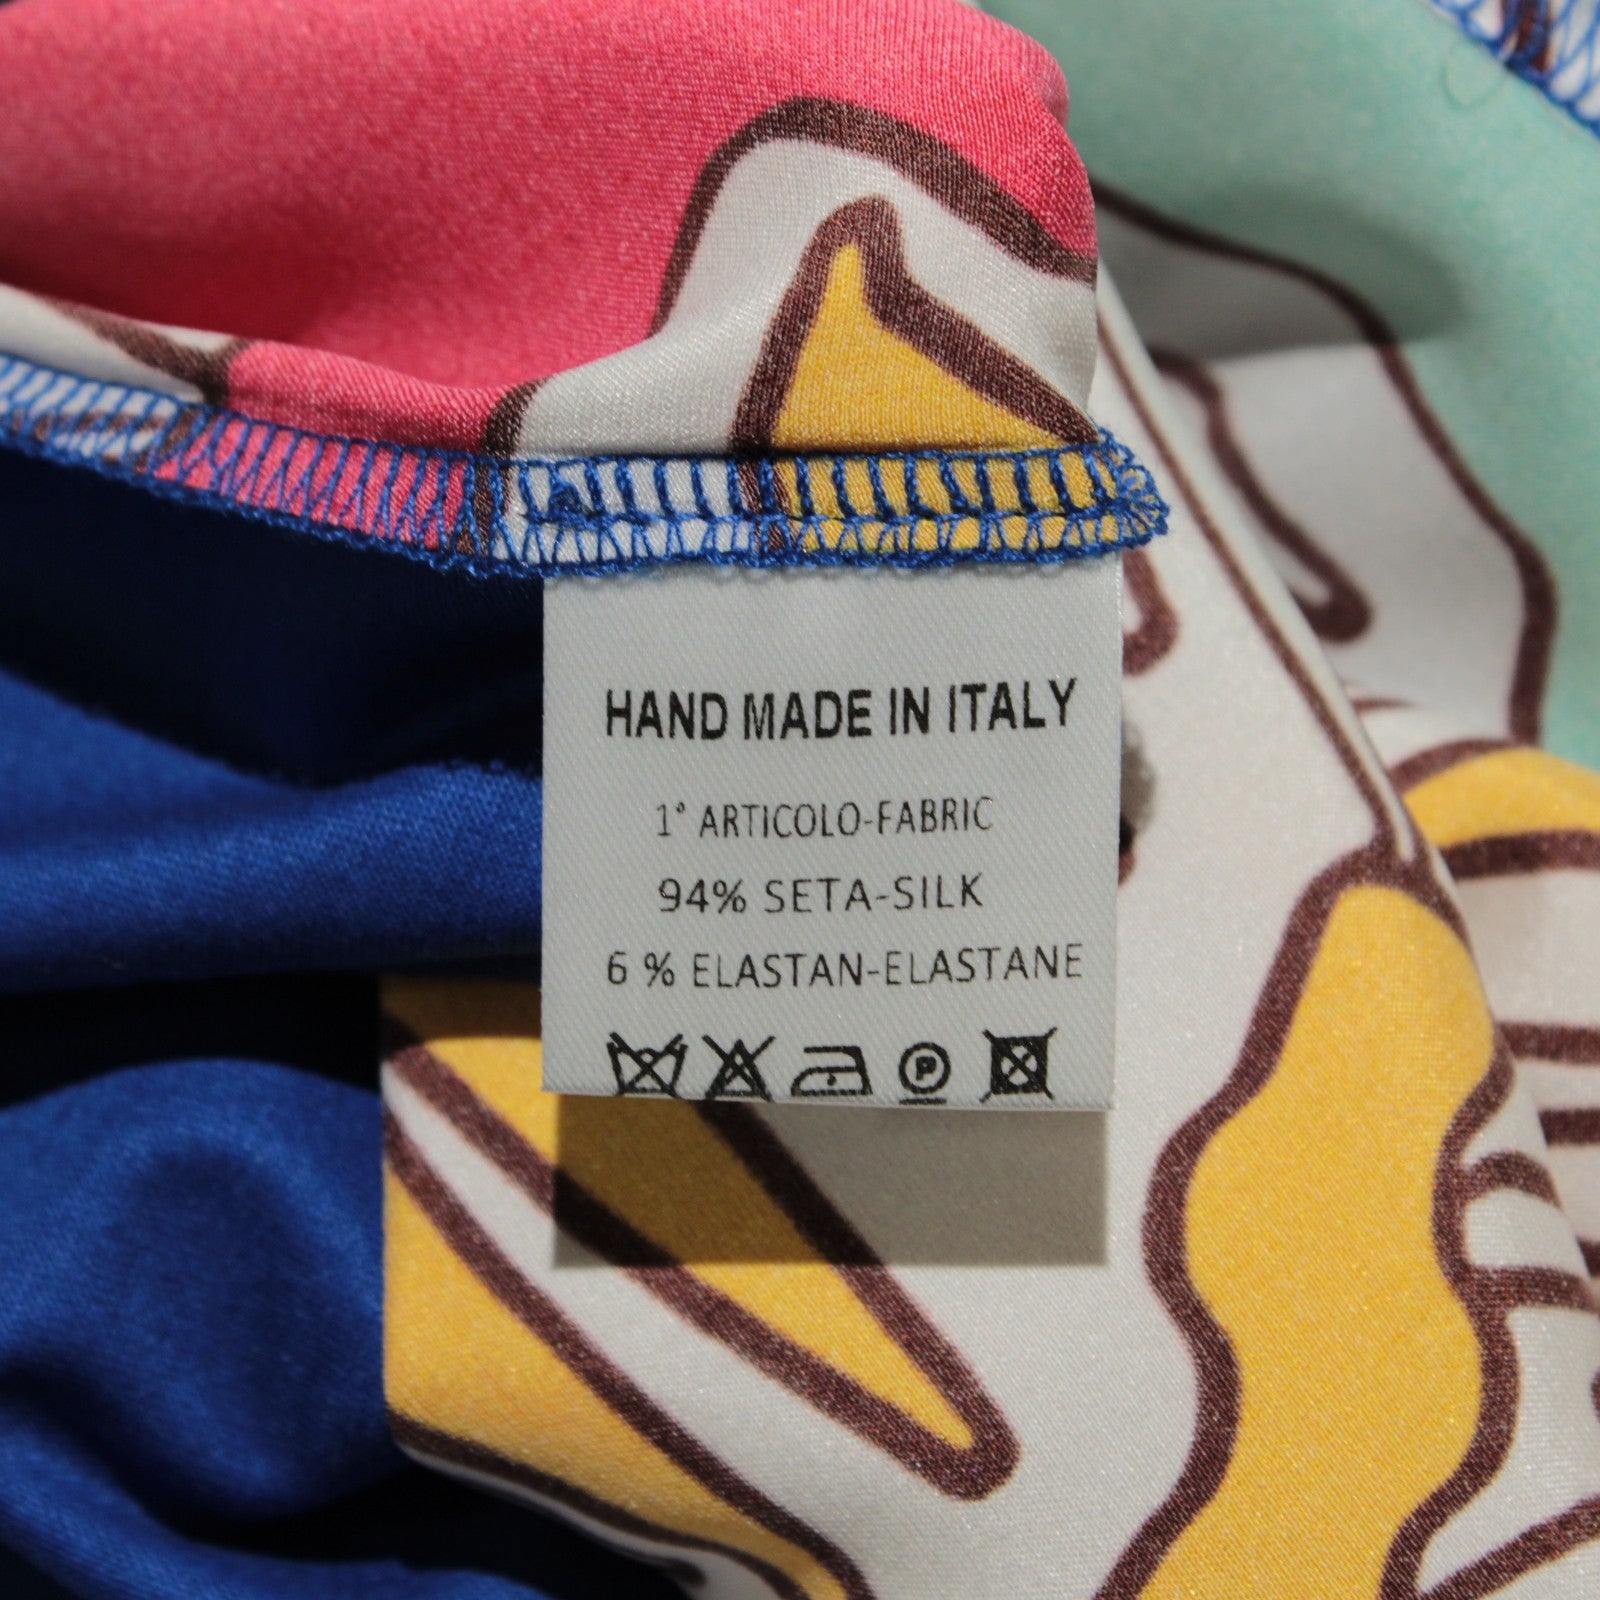 HAND MADE IN ITALY
1° ARTICOLO-FABRIC
94% SETA-SILK
6 % ELASTAN-ELASTANE
P